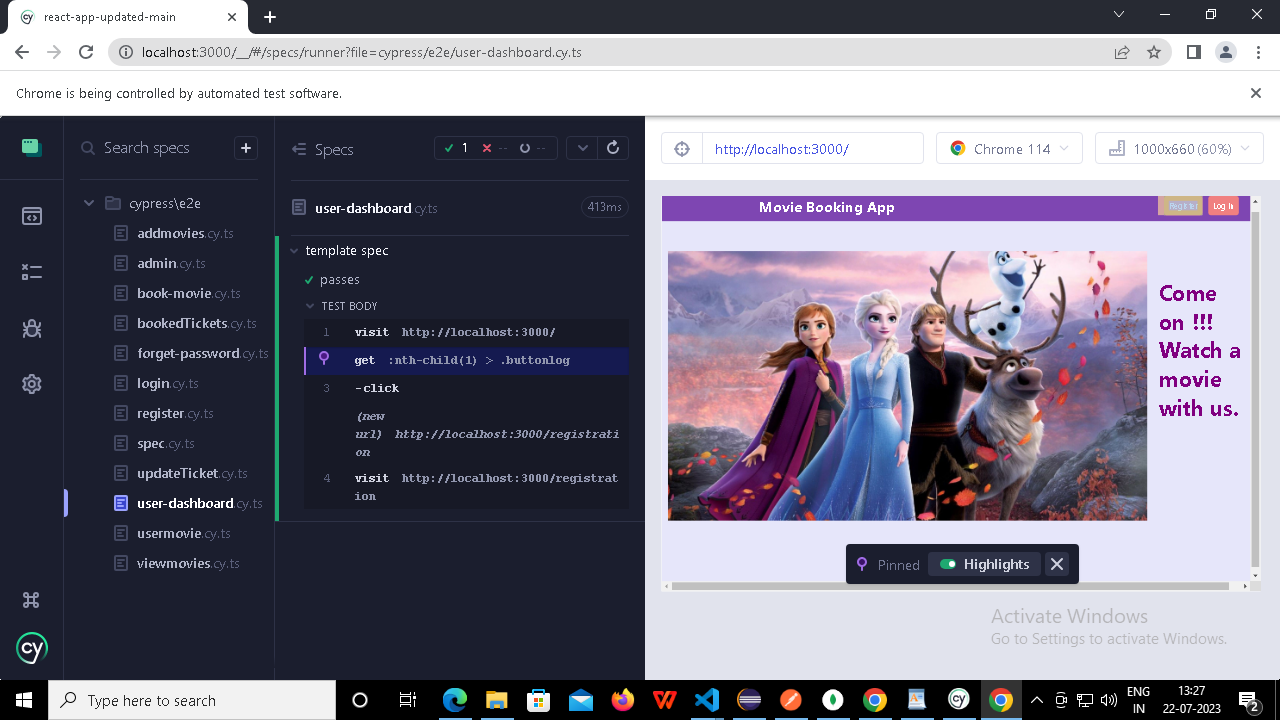 react-app-updated-main
localhost:3000/__/#/specs/runner?file=cypress/e2e/user-dashboard.cy.ts
Chrome is being controlled by automated test software.
Search specs
+
cypress\e2e
addmovies.cy.ts
admin.cy.ts
book-movie.cy.ts
bookedTickets.cy.ts
forget-password.cy.ts
login.cy.ts
register.cy.ts
spec.cy.ts
updateTicket.cy.ts
user-dashboard.cy.ts
usermovie.cy.ts
viewmovies.cy.ts
cy
Specs
1 -- --
user-dashboard.cy.ts 413ms
template spec
passes
TEST BODY
1 visit http://localhost:3000/
get :nth-child(1) > .buttonlog
3 -click
(new
url) http://localhost:3000/registrati
on
4 visit http://localhost:3000/registrat
ion
http://localhost:3000/
Chrome 114
1000x660 (60%)
Movie Booking App
Register
Log In
Come
on !!!
Watch a
movie
with us.
Pinned
Highlights
Activate Windows
Go to Settings to activate Windows.
Type here to search
ENG
IN
13:27
22-07-2023
2